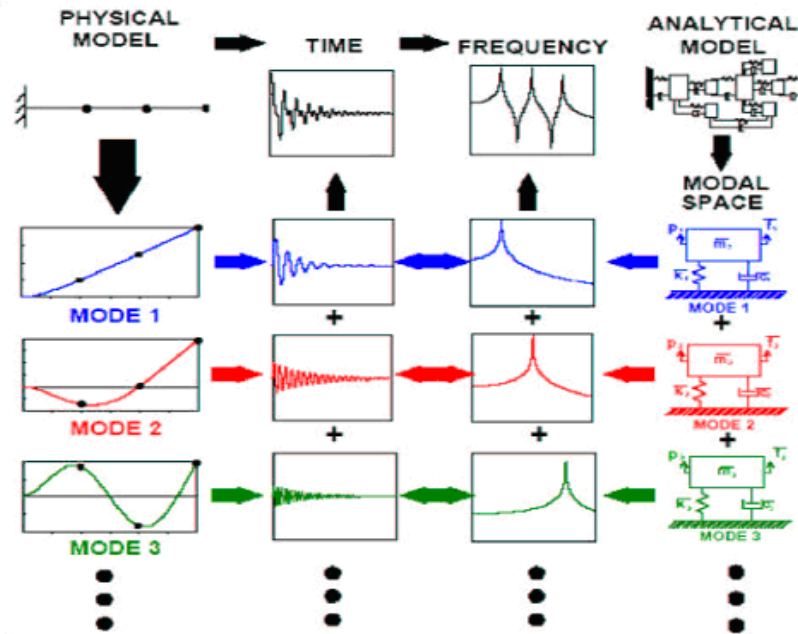 PHYSICAL
MODEL
TIME
FREQUENCY
ANALYTICAL
MODEL
MODAL
SPACE
MODE 1
+
+
MODE 1
+
MODE 2
+
+
MODE 2
+
MODE 3
MODE 3